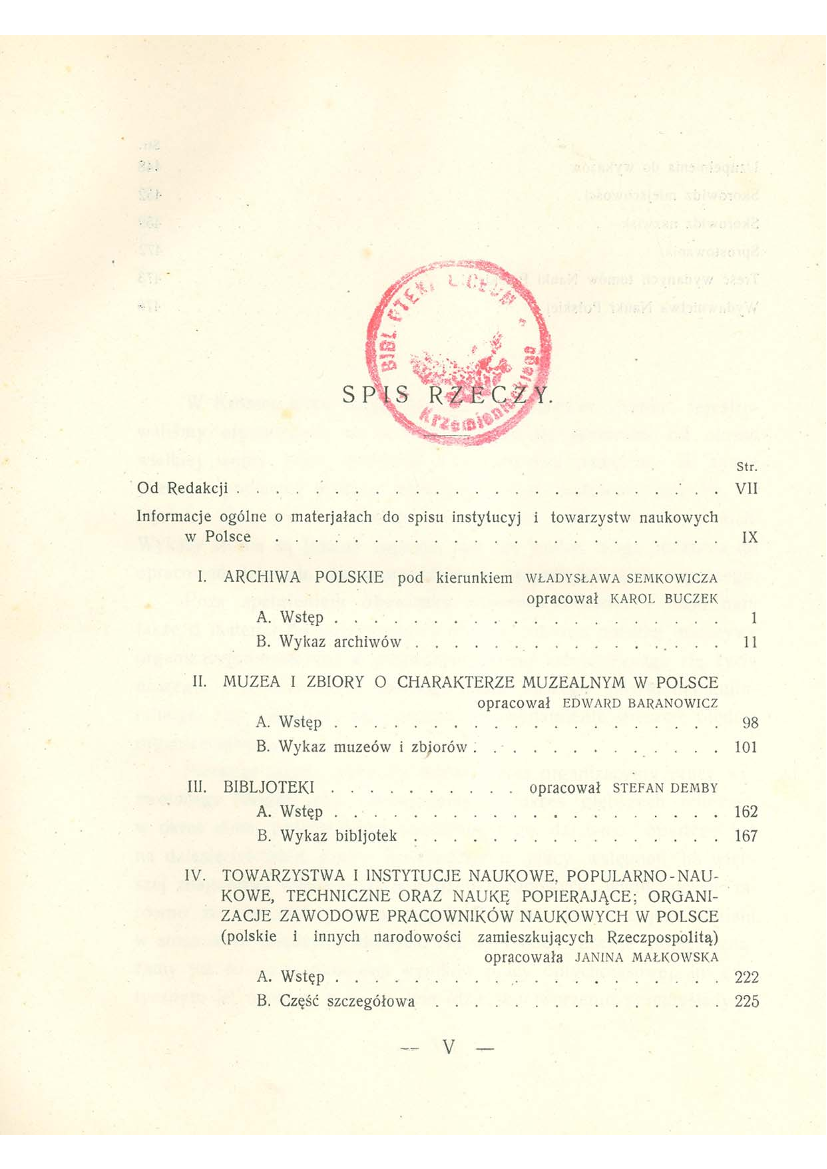 BIBLJOTEKI LICEUM
Krzemienieckiego
SPIS RZECZY.
Str.
Od Redakcji . . . . . . . . . . . . . . . . . . . . . . . . VII
Informacje ogólne o materjałach do spisu instytucyj i towarzystw naukowych
w Polsce . . . . . . . . . . . . . . . . . . . . . . IX
I. ARCHIWA POLSKIE pod kierunkiem WŁADYSŁAWA SEMKOWICZA
opracował KAROL BUCZEK
A. Wstęp . . . . . . . . . . . . . . . . . . . 1
B. Wykaz archiwów . . . . . . . . . . . . . . . 11
II. MUZEA I ZBIORY O CHARAKTERZE MUZEALNYM W POLSCE
opracował EDWARD BARANOWICZ
A. Wstęp . . . . . . . . . . . . . . . . . . . 98
B. Wykaz muzeów i zbiorów . . . . . . . . . . . . 101
III. BIBLJOTEKI . . . . . . . . . . opracował STEFAN DEMBY
A. Wstęp . . . . . . . . . . . . . . . . . . . 162
B. Wykaz bibljotek . . . . . . . . . . . . . . . 167
IV. TOWARZYSTWA I INSTYTUCJE NAUKOWE, POPULARNO-NAU-
KOWE, TECHNICZNE ORAZ NAUKĘ POPIERAJĄCE; ORGANI-
ZACJE ZAWODOWE PRACOWNIKÓW NAUKOWYCH W POLSCE
(polskie i innych narodowości zamieszkujących Rzeczpospolitą)
opracowała JANINA MAŁKOWSKA
A. Wstęp . . . . . . . . . . . . . . . . . . . 222
B. Część szczegółowa . . . . . . . . . . . . . . 225
— V —